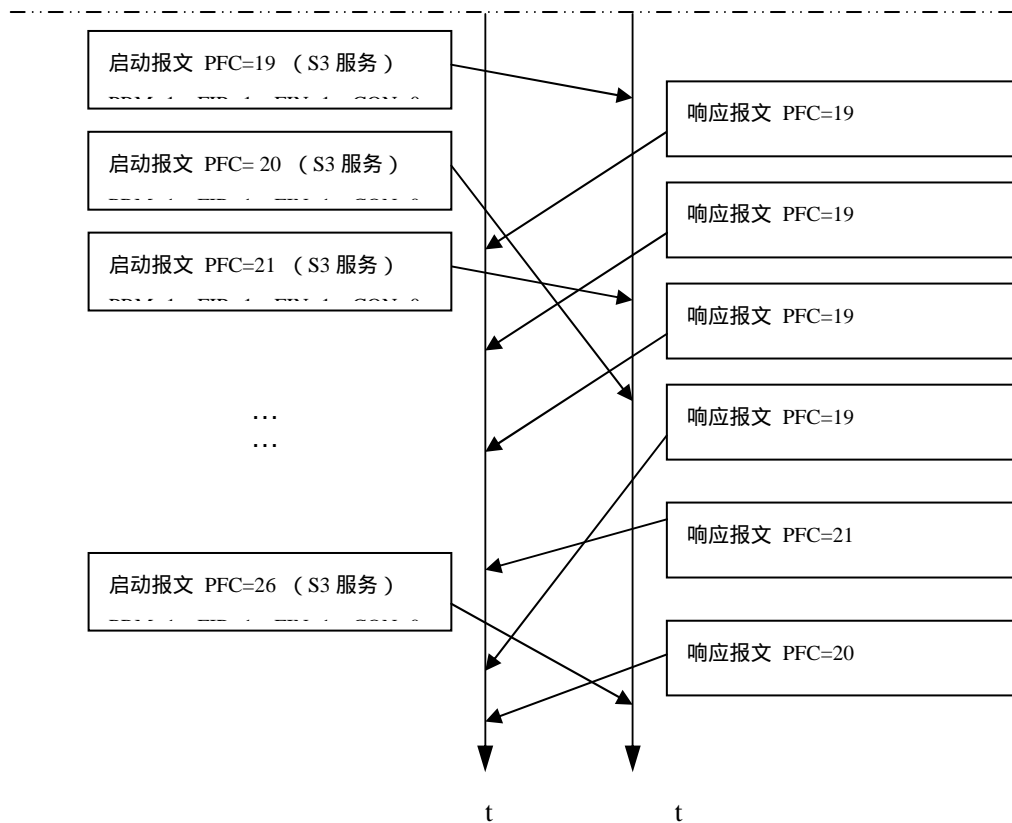 启动报文 PFC=19 （S3 服务）
启动报文 PFC= 20 （S3 服务）
启动报文 PFC=21 （S3 服务）
…
…
启动报文 PFC=26 （S3 服务）
响应报文 PFC=19
响应报文 PFC=19
响应报文 PFC=19
响应报文 PFC=19
响应报文 PFC=21
响应报文 PFC=20
t
t